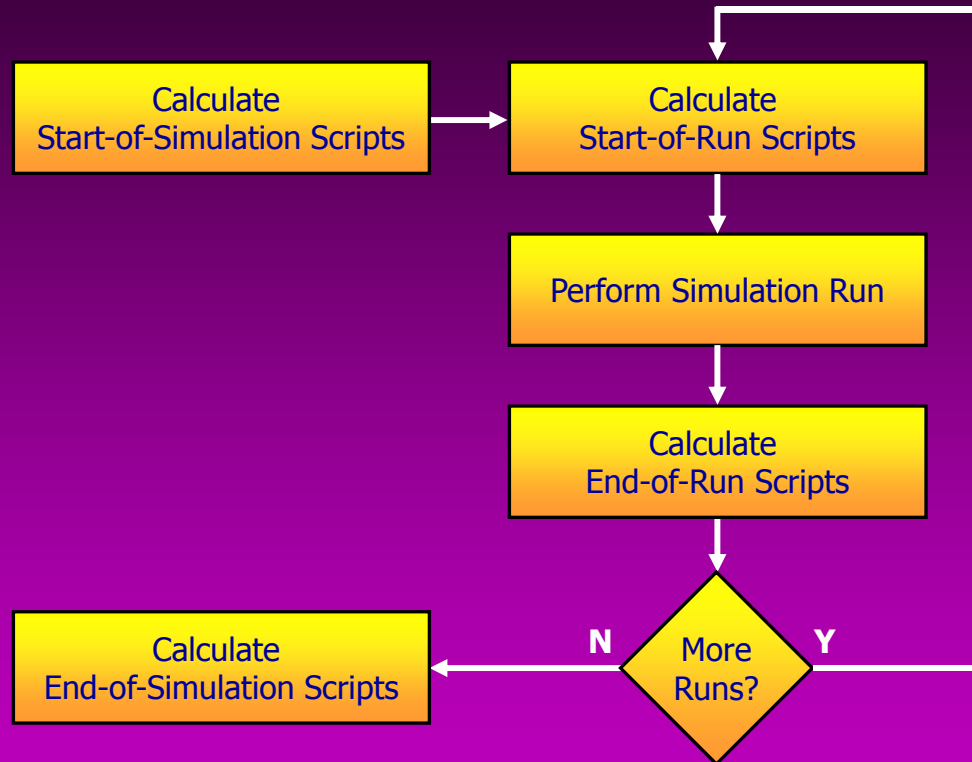 Calculate
Start-of-Simulation Scripts
Calculate
Start-of-Run Scripts
Perform Simulation Run
Calculate
End-of-Run Scripts
More
Runs?
N
Y
Calculate
End-of-Simulation Scripts